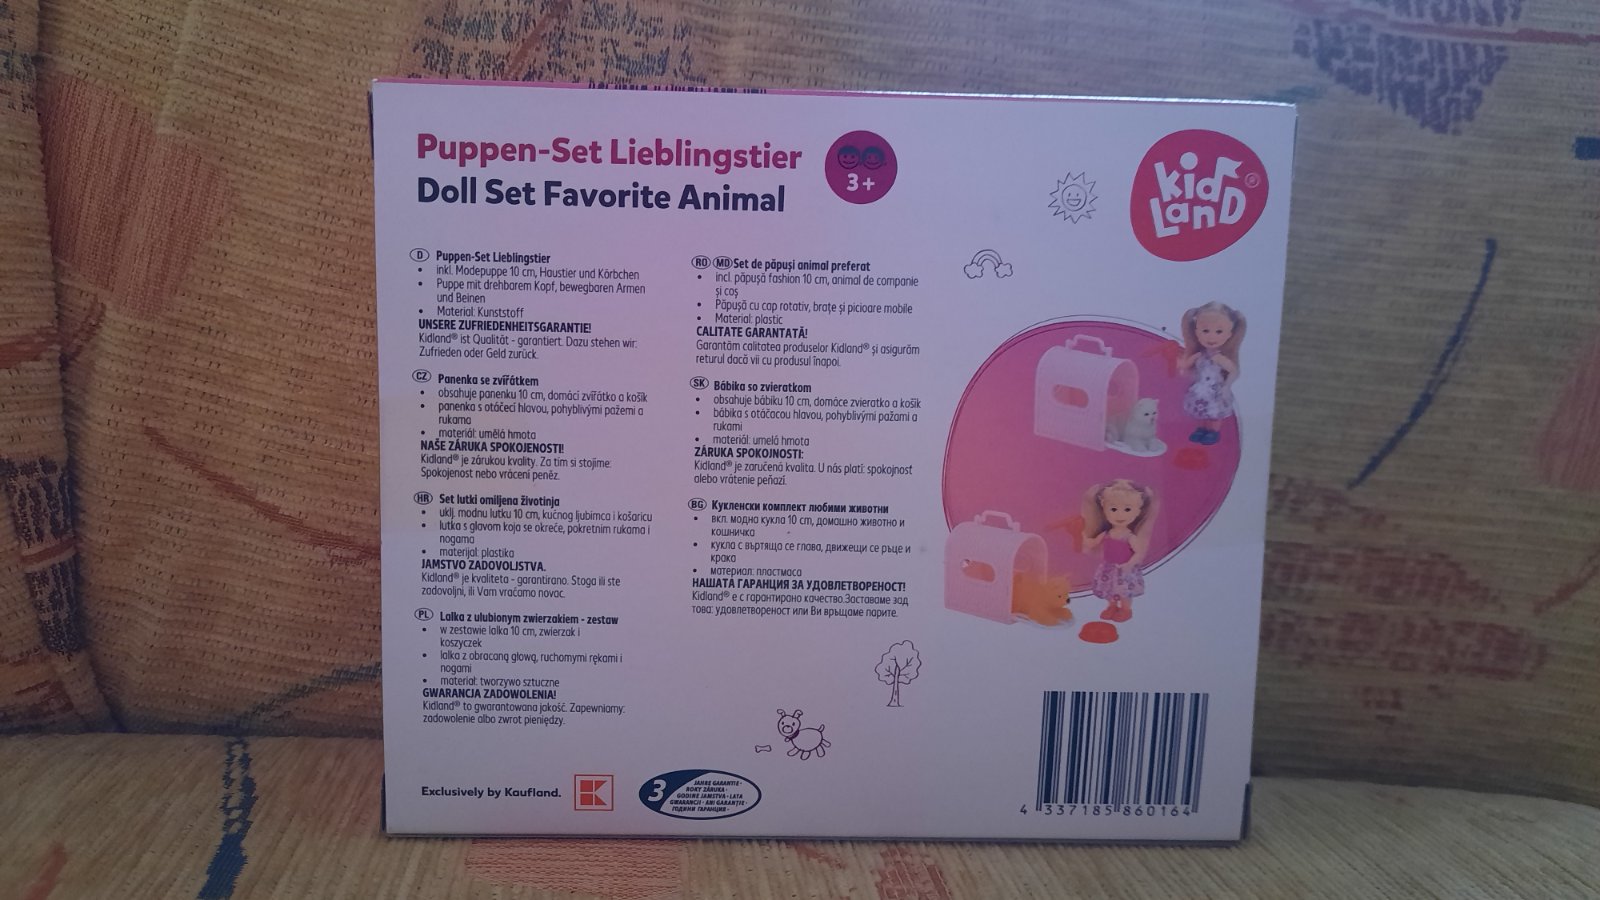 Puppen-Set Lieblingstier
Doll Set Favorite Animal
3+
kid
LanD®
D Puppen-Set Lieblingstier
• inkl. Modepuppe 10 cm, Haustier und Körbchen
• Puppe mit drehbarem Kopf, bewegbaren Armen
und Beinen
• Material: Kunststoff
UNSERE ZUFRIEDENHEITSGARANTIE!
Kidland® ist Qualität - garantiert. Dazu stehen wir:
Zufrieden oder Geld zurück.
CZ Panenka se zvířátkem
• obsahuje panenku 10 cm, domácí zvířátko a košík
• panenka s otáčecí hlavou, pohyblivými pažemi a
rukama
• materiál: umělá hmota
NAŠE ZÁRUKA SPOKOJENOSTI!
Kidland® je zárukou kvality. Za tím si stojíme:
Spokojenost nebo vrácení peněz.
HR Set lutki omiljena životinja
• uklj. modnu lutku 10 cm, kućnog ljubimca i košaricu
• lutka s glavom koja se okreće, pokretnim rukama i
nogama
• materijal: plastika
JAMSTVO ZADOVOLJSTVA.
Kidland® je kvaliteta - garantirano. Stoga ili ste
zadovoljni, ili Vam vraćamo novac.
PL Lalka z ulubionym zwierzakiem - zestaw
• w zestawie lalka 10 cm, zwierzak i
koszyczek
• lalka z obracaną głową, ruchomymi rękami i
nogami
• materiał: tworzywo sztuczne
GWARANCJA ZADOWOLENIA!
Kidland® to gwarantowana jakość. Zapewniamy:
zadowolenie albo zwrot pieniędzy.
RO MD Set de păpuși animal preferat
• incl. păpușă fashion 10 cm, animal de companie
și coș
• Păpușă cu cap rotativ, brațe și picioare mobile
• Material: plastic
CALITATE GARANTATĂ!
Garantăm calitatea produselor Kidland® și asigurăm
returul dacă vii cu produsul înapoi.
SK Bábika so zvieratkom
• obsahuje bábiku 10 cm, domáce zvieratko a košík
• bábika s otáčacou hlavou, pohyblivými pažami a
rukami
• materiál: umelá hmota
ZÁRUKA SPOKOJNOSTI:
Kidland® je zaručená kvalita. U nás platí: spokojnosť
alebo vrátenie peňazí.
BG Кукленски комплект любими животни
• вкл. модна кукла 10 cm, домашно животно и
кошничка
• кукла с въртяща се глава, движещи се ръце и
крака
• материал: пластмаса
НАШАТА ГАРАНЦИЯ ЗА УДОВЛЕТВОРЕНОСТ!
Kidland® е с гарантирано качество.Заставаме зад
това: удовлетвореност или Ви връщаме парите.
Exclusively by Kaufland.
K
3
JAHRE GARANTIE ·
ROKY ZÁRUKA ·
GODINE JAMSTVA · LATA
GWARANCJI · ANI GARANȚIE ·
ГОДИНИ ГАРАНЦИЯ ·
4 337185 860164